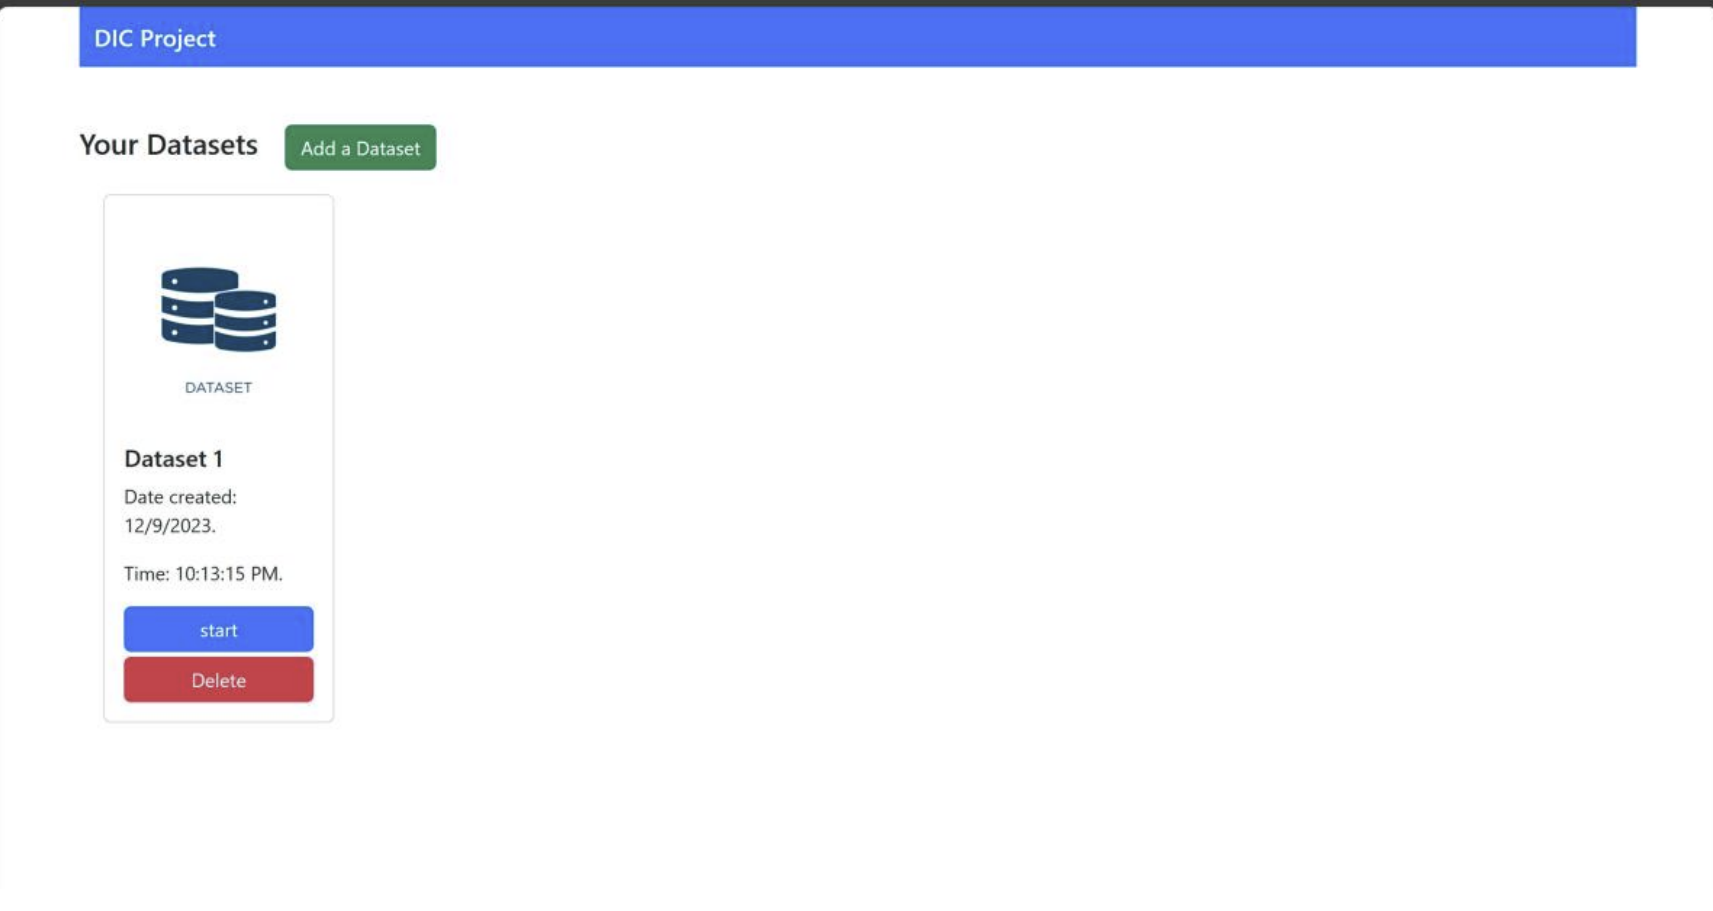 DIC Project
Your Datasets
Add a Dataset
DATASET
Dataset 1
Date created:
12/9/2023.
Time: 10:13:15 PM.
start
Delete